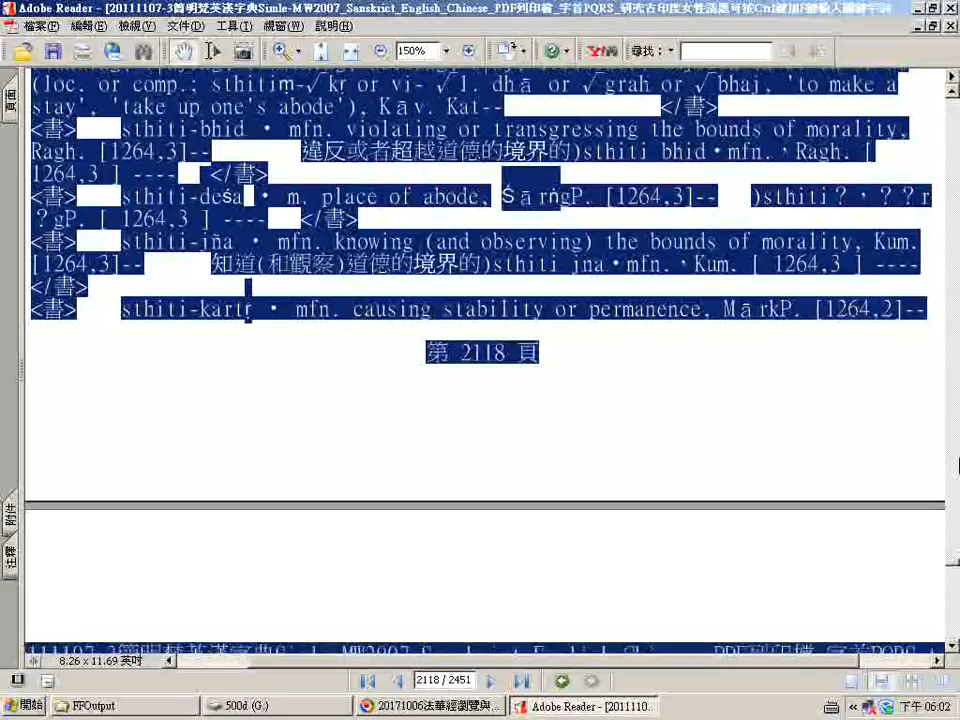 Adobe Reader - [20111107-3簡明梵英漢字典Simle-MW2007_Sanskrict_English_Chinese_PDF列印檔_字首PQRS_研究古印度女性議題可按Ctrl鍵加F鍵輸入關鍵字
檔案(F) 編輯(E) 檢視(V) 文件(D) 工具(T) 視窗(W) 說明(H)
150% 尋找：
頁面
(loc. or comp.; sthitiṃ-√kṛ or vi-√1. dhā or √grah or √bhaj, 'to make a
stay', 'take up one's abode'), Kāv. Kat-- </書>
<書> sthiti-bhid • mfn. violating or transgressing the bounds of morality,
Ragh. [1264,3]-- 違反或者超越道德的境界的)sthiti bhid•mfn.，Ragh. [
1264,3 ] ---- </書>
<書> sthiti-deśa • m. place of abode, ŚārṅgP. [1264,3]-- )sthiti？，？？r
？gP. [ 1264,3 ] ---- </書>
<書> sthiti-jña • mfn. knowing (and observing) the bounds of morality, Kum.
[1264,3]-- 知道(和觀察)道德的境界的)sthiti jna•mfn.，Kum. [ 1264,3 ] ----
</書>
<書> sthiti-kartṛ • mfn. causing stability or permanence, MārkP. [1264,2]--
第 2118 頁
附件
注釋
8.26 x 11.69 英吋
2118 / 2451
開始 FFOutput 500d (G:) 20171006法華經瀏覽與... Adobe Reader - [2011110... 下午 06:02